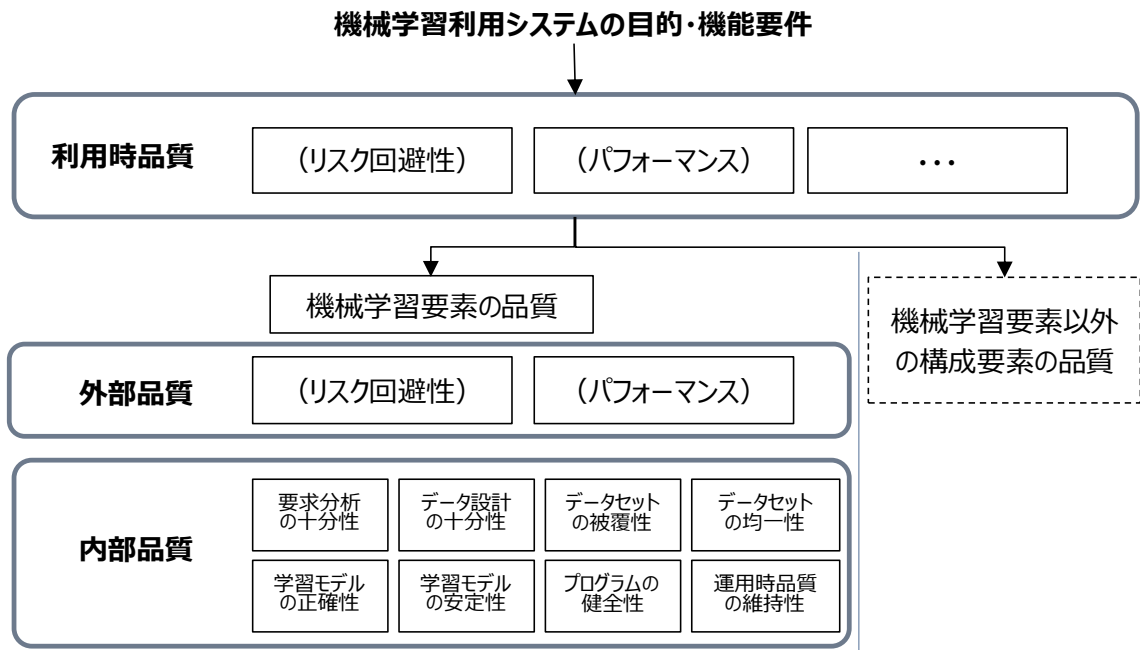 機械学習利用システムの目的・機能要件
利用時品質
（リスク回避性）
（パフォーマンス）
・・・
機械学習要素の品質
機械学習要素以外
の構成要素の品質
外部品質
（リスク回避性）
（パフォーマンス）
内部品質
要求分析
の十分性
データ設計
の十分性
データセット
の被覆性
データセット
の均一性
学習モデル
の正確性
学習モデル
の安定性
プログラムの
健全性
運用時品質
の維持性